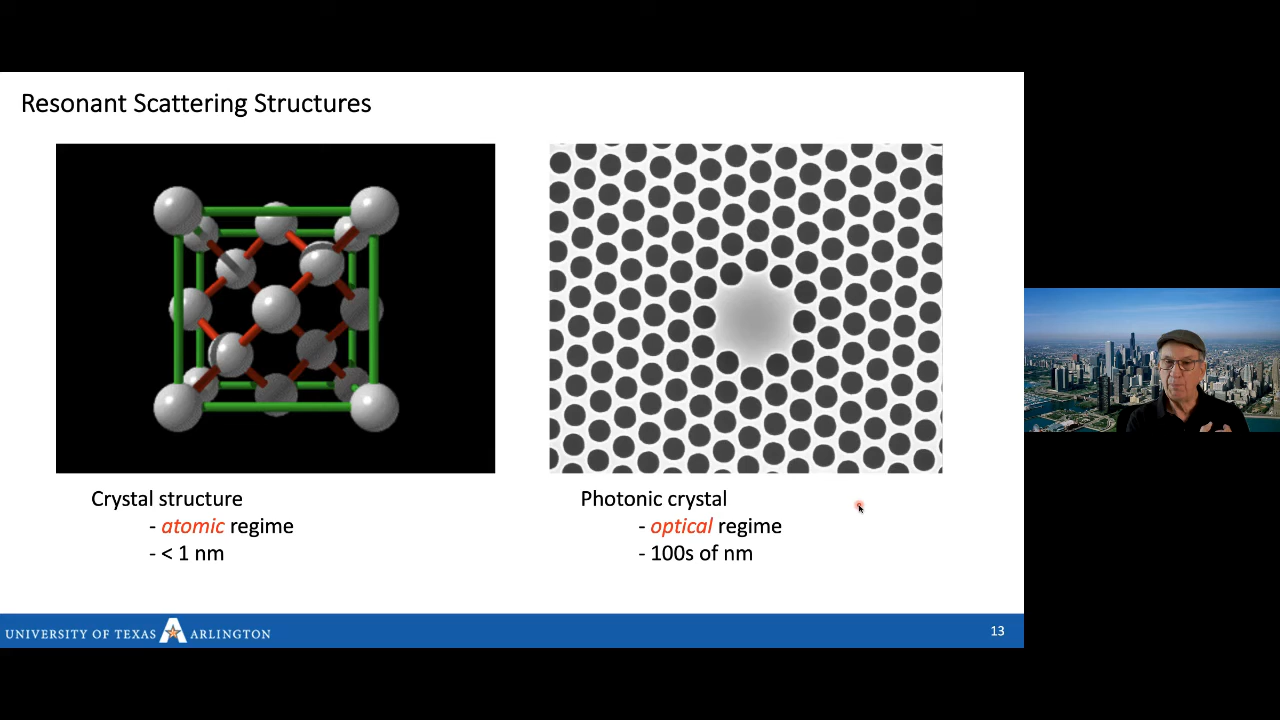 Resonant Scattering Structures
Crystal structure
- atomic regime
- < 1 nm
Photonic crystal
- optical regime
- 100s of nm
UNIVERSITY OF TEXAS A ARLINGTON
13